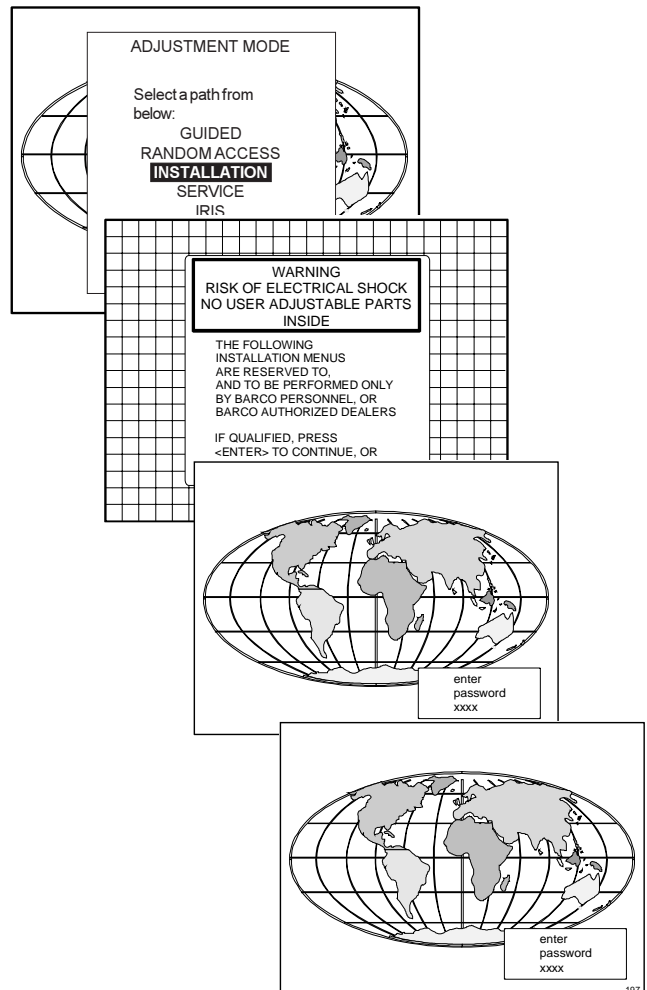 ADJUSTMENT MODE
Select a path from
below:
GUIDED
RANDOM ACCESS
INSTALLATION
SERVICE
IRIS
WARNING
RISK OF ELECTRICAL SHOCK
NO USER ADJUSTABLE PARTS
INSIDE
THE FOLLOWING
INSTALLATION MENUS
ARE RESERVED TO,
AND TO BE PERFORMED ONLY
BY BARCO PERSONNEL, OR
BARCO AUTHORIZED DEALERS
IF QUALIFIED, PRESS
<ENTER> TO CONTINUE, OR
enter
password
xxxx
enter
password
xxxx
197